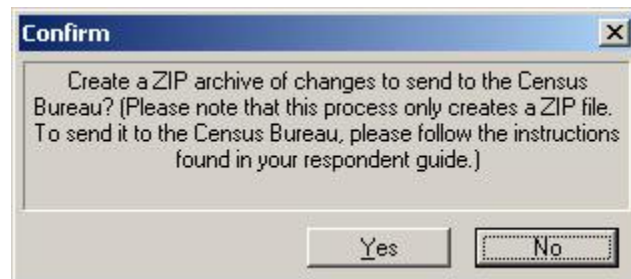 Confirm
Create a ZIP archive of changes to send to the Census
Bureau? (Please note that this process only creates a ZIP file.
To send it to the Census Bureau, please follow the instructions
found in your respondent guide.)
Yes No